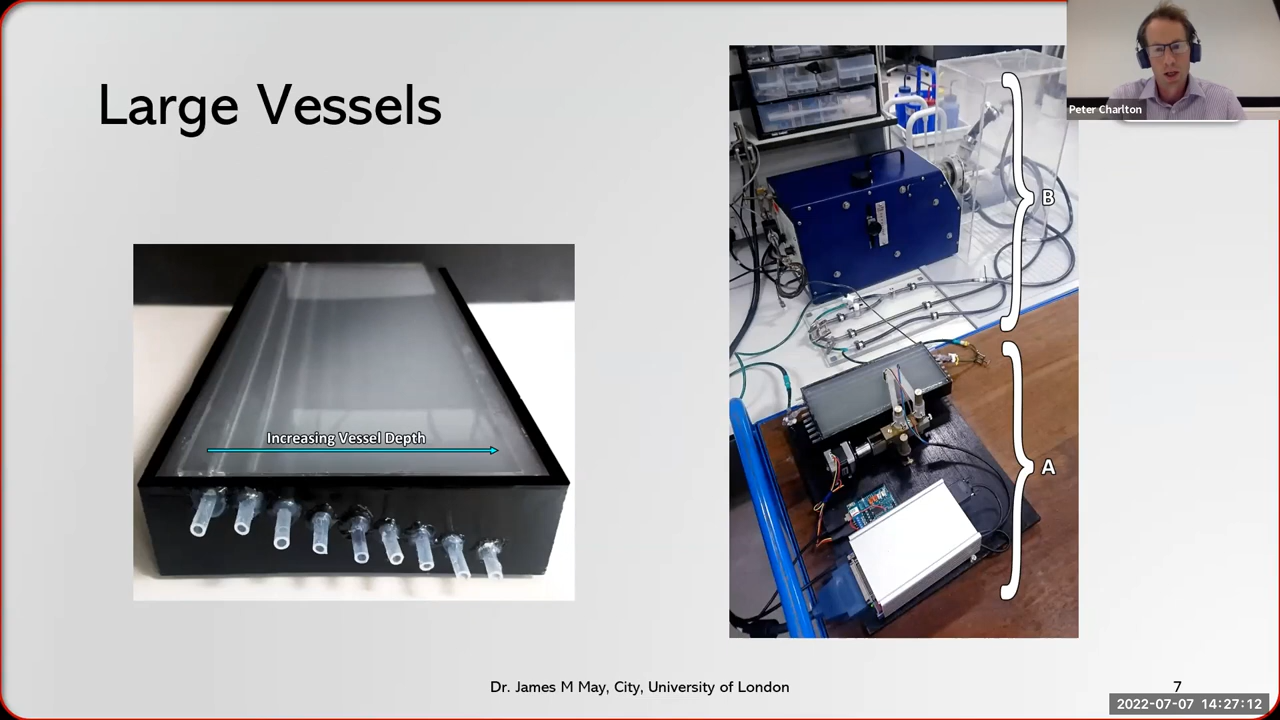 Large Vessels
Increasing Vessel Depth
B
A
Peter Charlton
Dr. James M May, City, University of London
7
2022-07-07 14:27:12